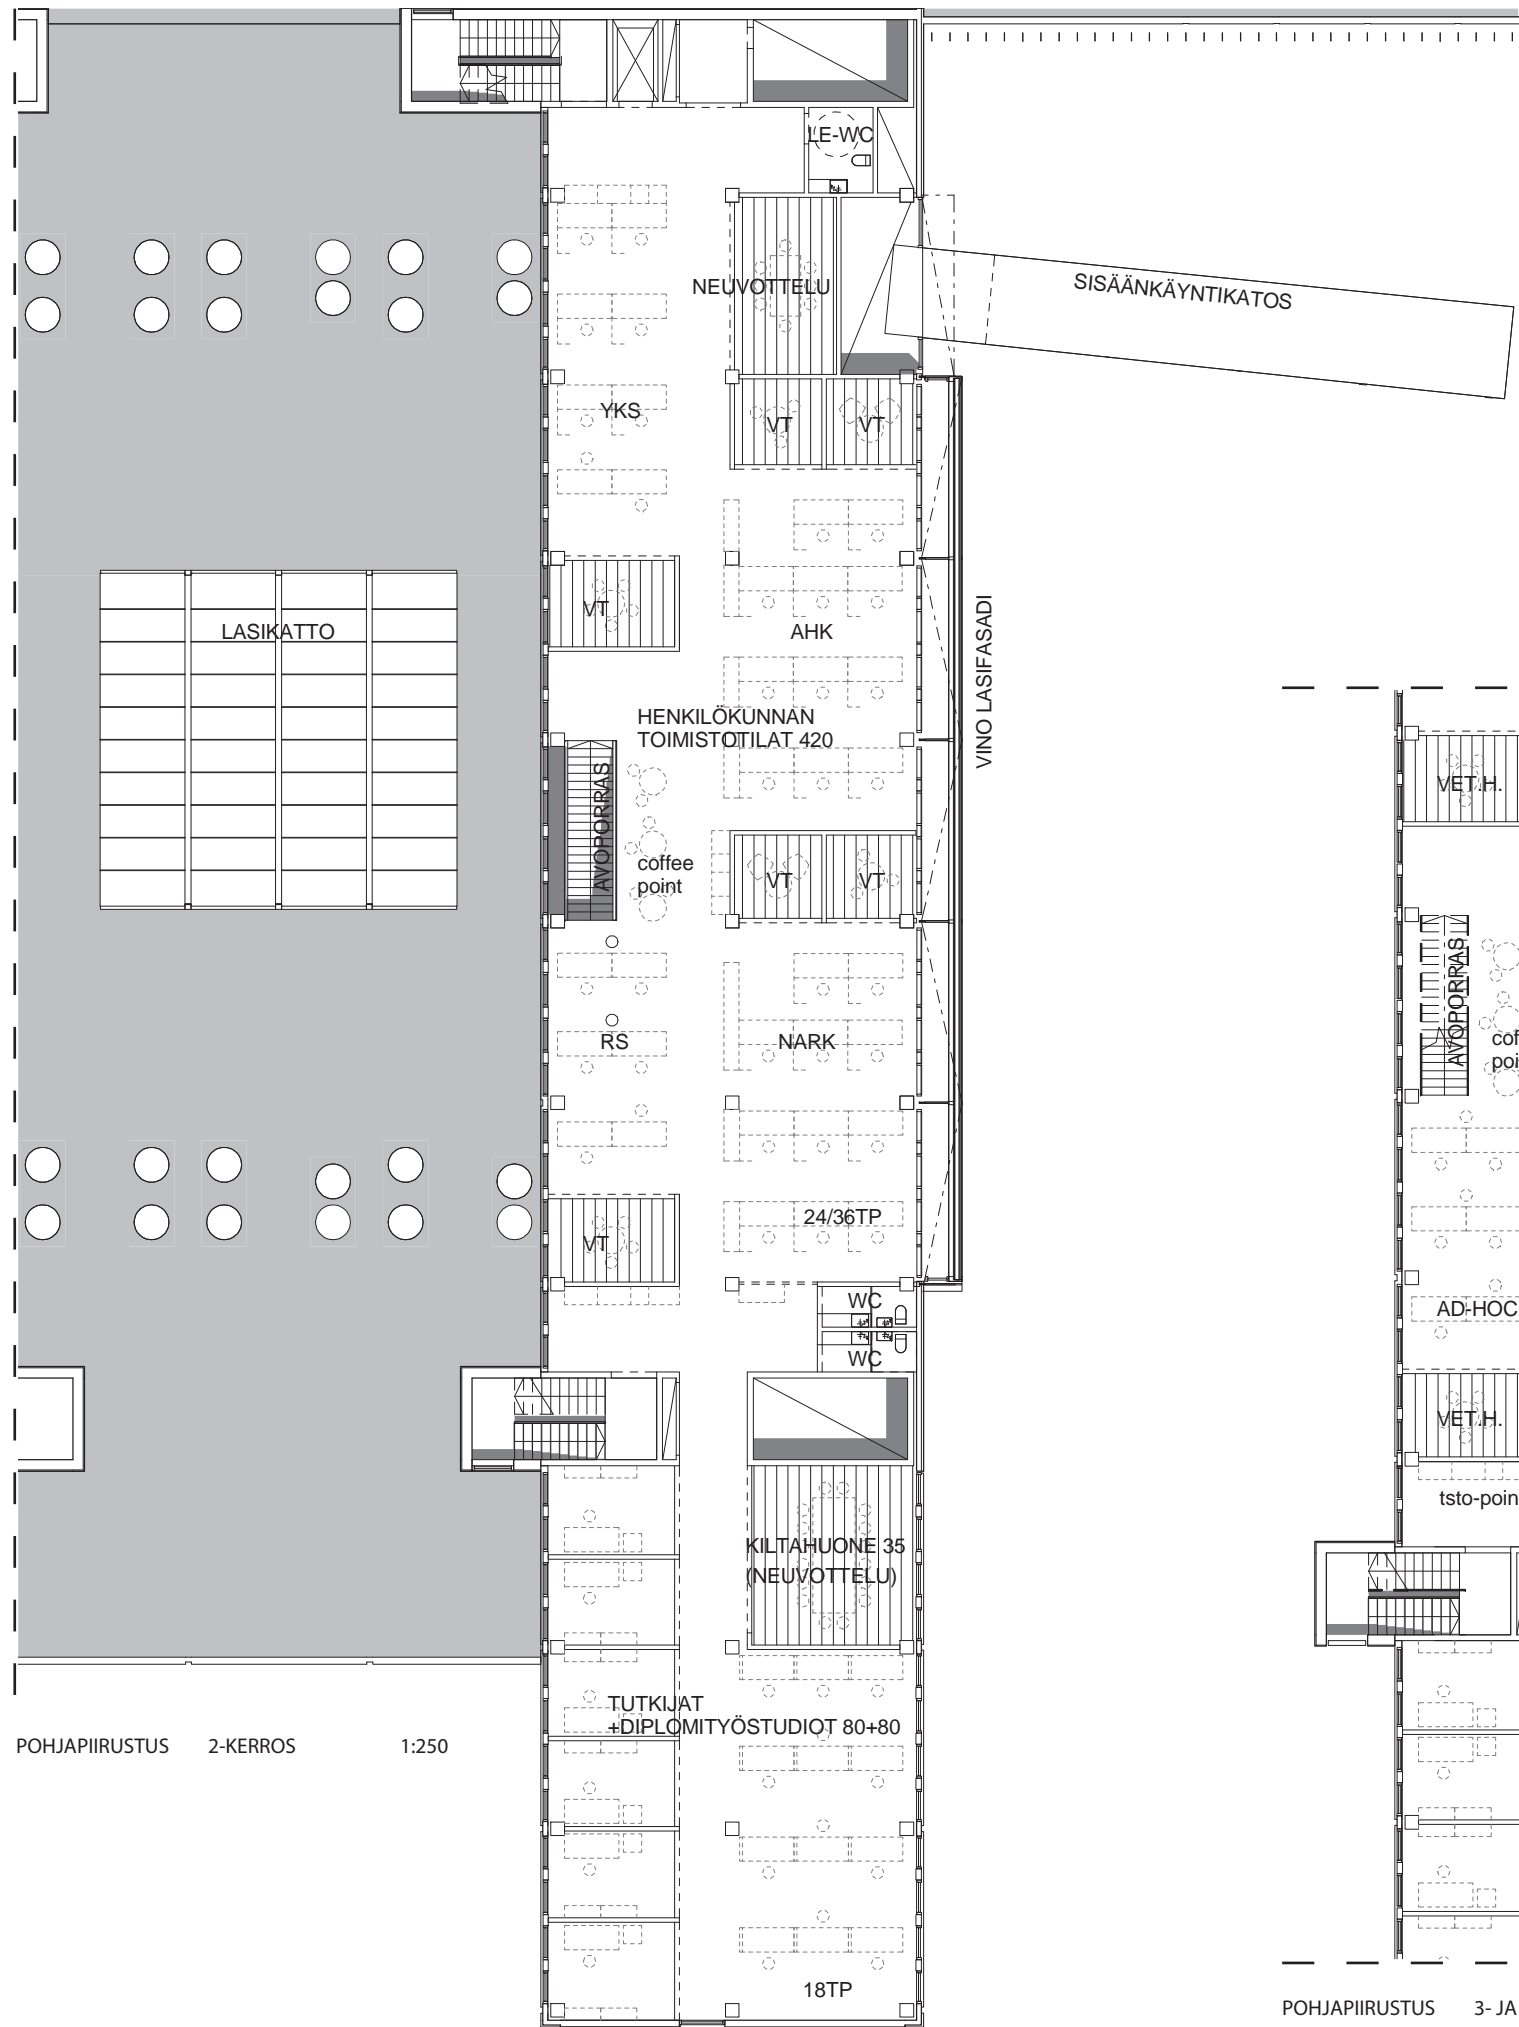 LE-WC
NEUVOTTELU
SISÄÄNKÄYNTIKATOS
YKS
VT
VT
VT
LASIKATTO
AHK
VINO LASIFASADI
HENKILÖKUNNAN
TOIMISTOTILAT 420
AVOPORRAS
coffee
point
VT
VT
RS
NARK
24/36TP
VT
WC
WC
KILTAHUONE 35
(NEUVOTTELU)
TUTKIJAT
+DIPLOMITYÖSTUDIOT 80+80
18TP
POHJAPIIRUSTUS 2-KERROS 1:250
VET.H.
AVOPORRAS
cof
poi
AD-HOC
VET.H.
tsto-poin
POHJAPIIRUSTUS 3- JA